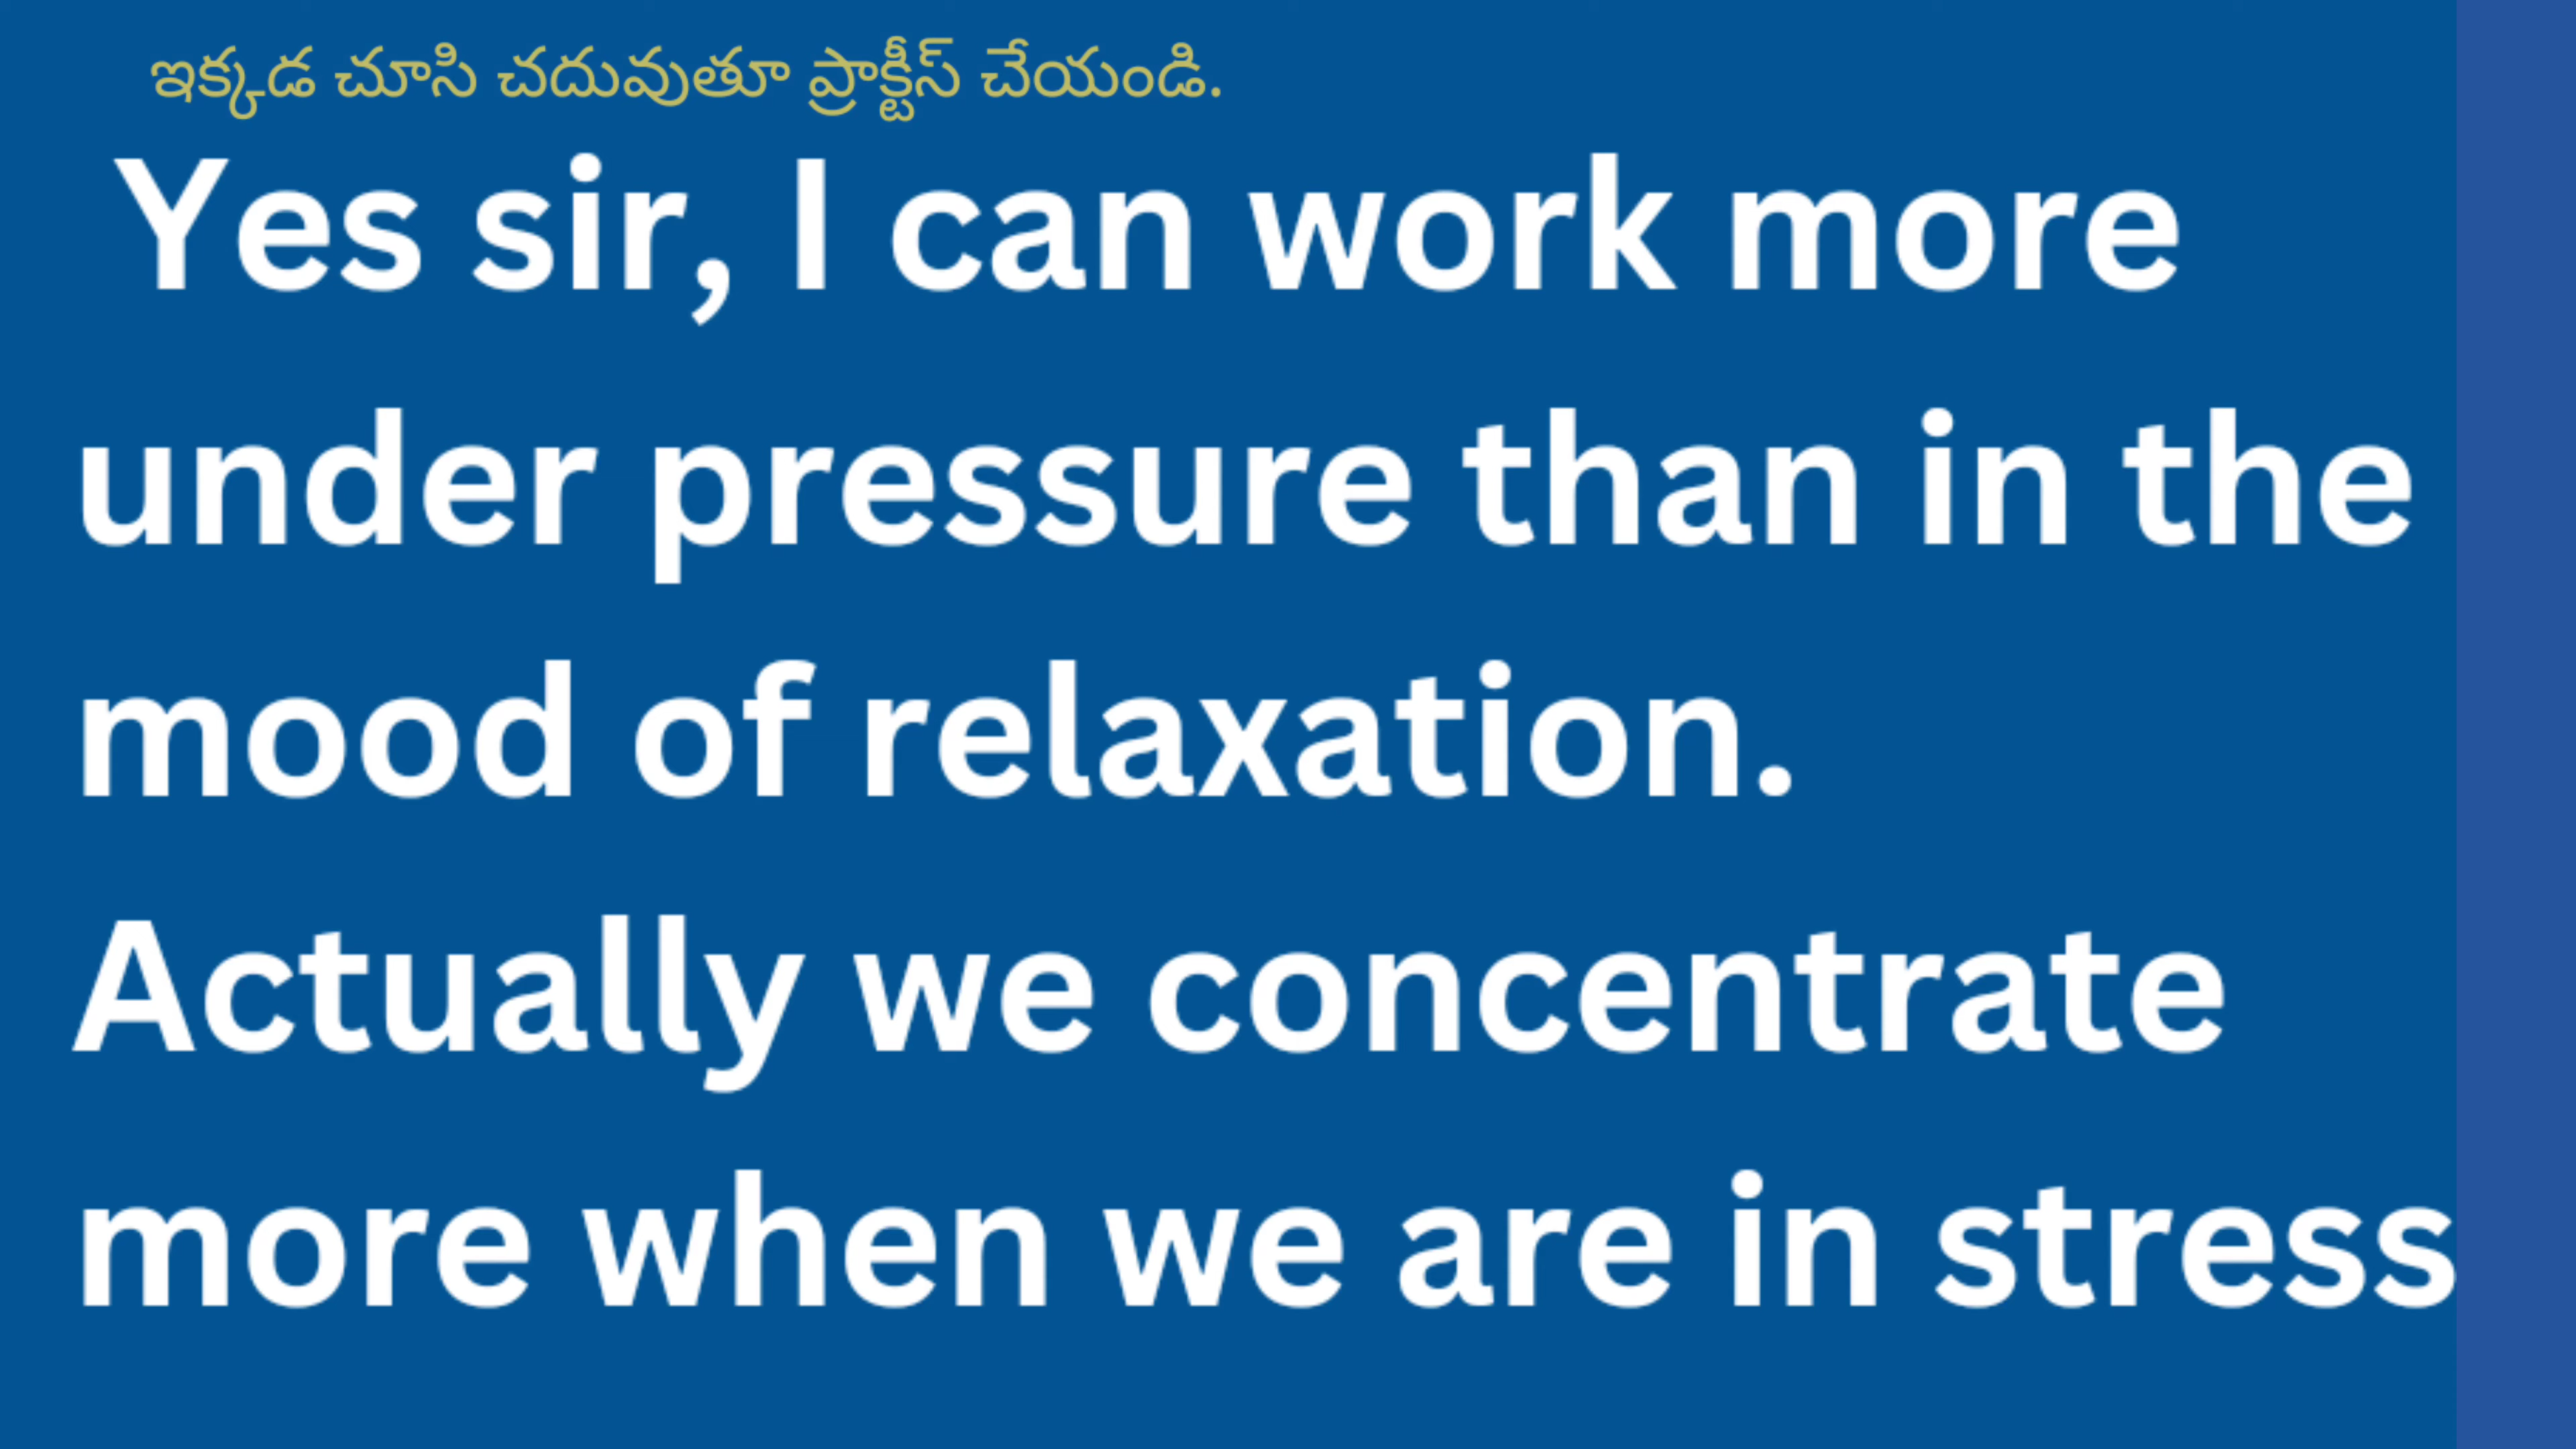 ఇక్కడ చూసి చదువుతూ ప్రాక్టీస్ చేయండి.
Yes sir, I can work more
under pressure than in the
mood of relaxation.
Actually we concentrate
more when we are in stress